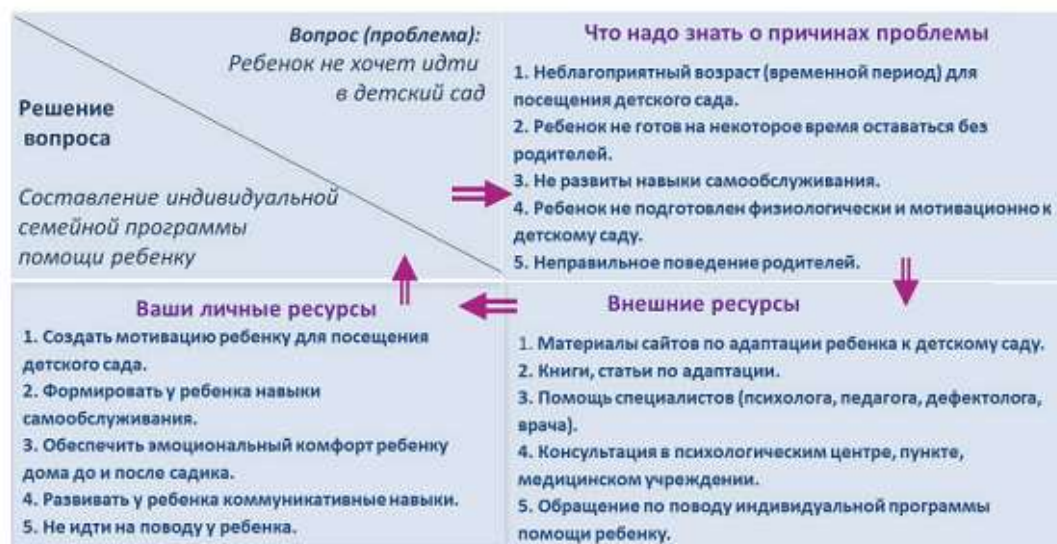 Вопрос (проблема):
Ребенок не хочет идти
в детский сад
Решение
вопроса
Составление индивидуальной
семейной программы
помощи ребенку
Что надо знать о причинах проблемы
1. Неблагоприятный возраст (временной период) для
посещения детского сада.
2. Ребенок не готов на некоторое время оставаться без
родителей.
3. Не развиты навыки самообслуживания.
4. Ребенок не подготовлен физиологически и мотивационно к
детскому саду.
5. Неправильное поведение родителей.
Ваши личные ресурсы
1. Создать мотивацию ребенку для посещения
детского сада.
2. Формировать у ребенка навыки
самообслуживания.
3. Обеспечить эмоциональный комфорт ребенку
дома до и после садика.
4. Развивать у ребенка коммуникативные навыки.
5. Не идти на поводу у ребенка.
Внешние ресурсы
1. Материалы сайтов по адаптации ребенка к детскому саду.
2. Книги, статьи по адаптации.
3. Помощь специалистов (психолога, педагога, дефектолога,
врача).
4. Консультация в психологическим центре, пункте,
медицинском учреждении.
5. Обращение по поводу индивидуальной программы
помощи ребенку.